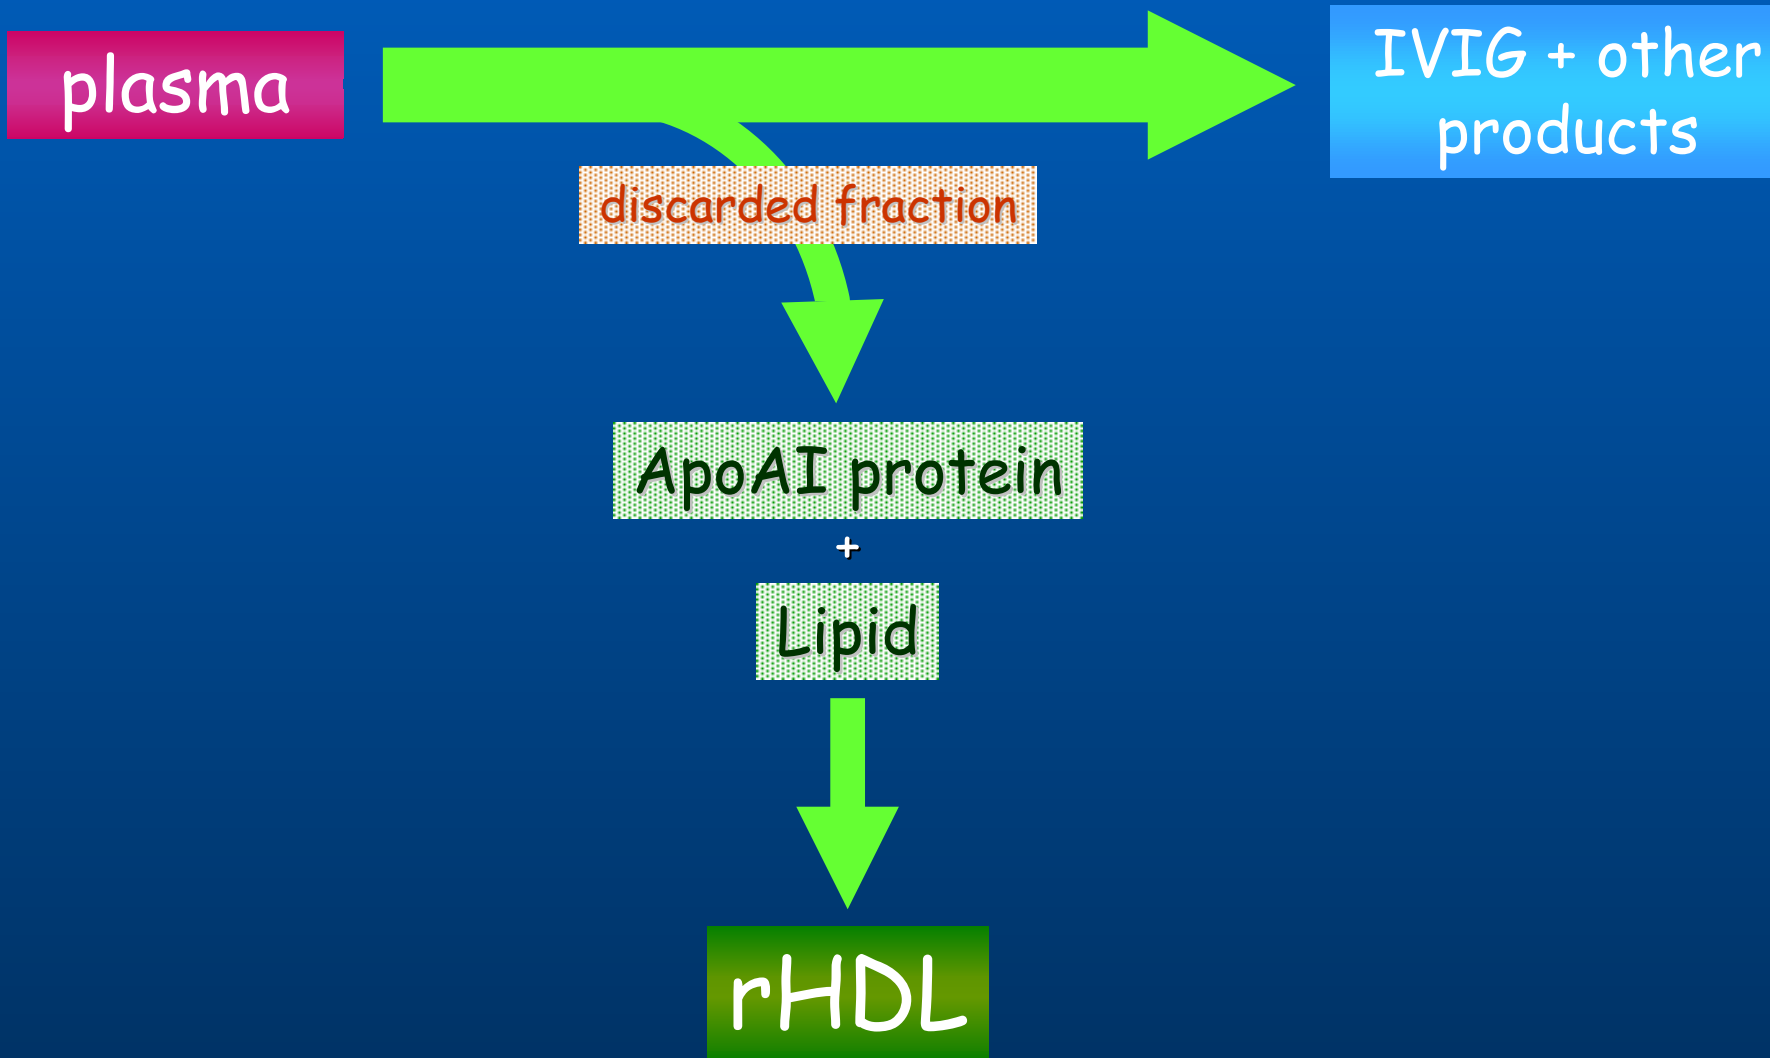 plasma
IVIG + other
products
discarded fraction
ApoAI protein
+
Lipid
rHDL